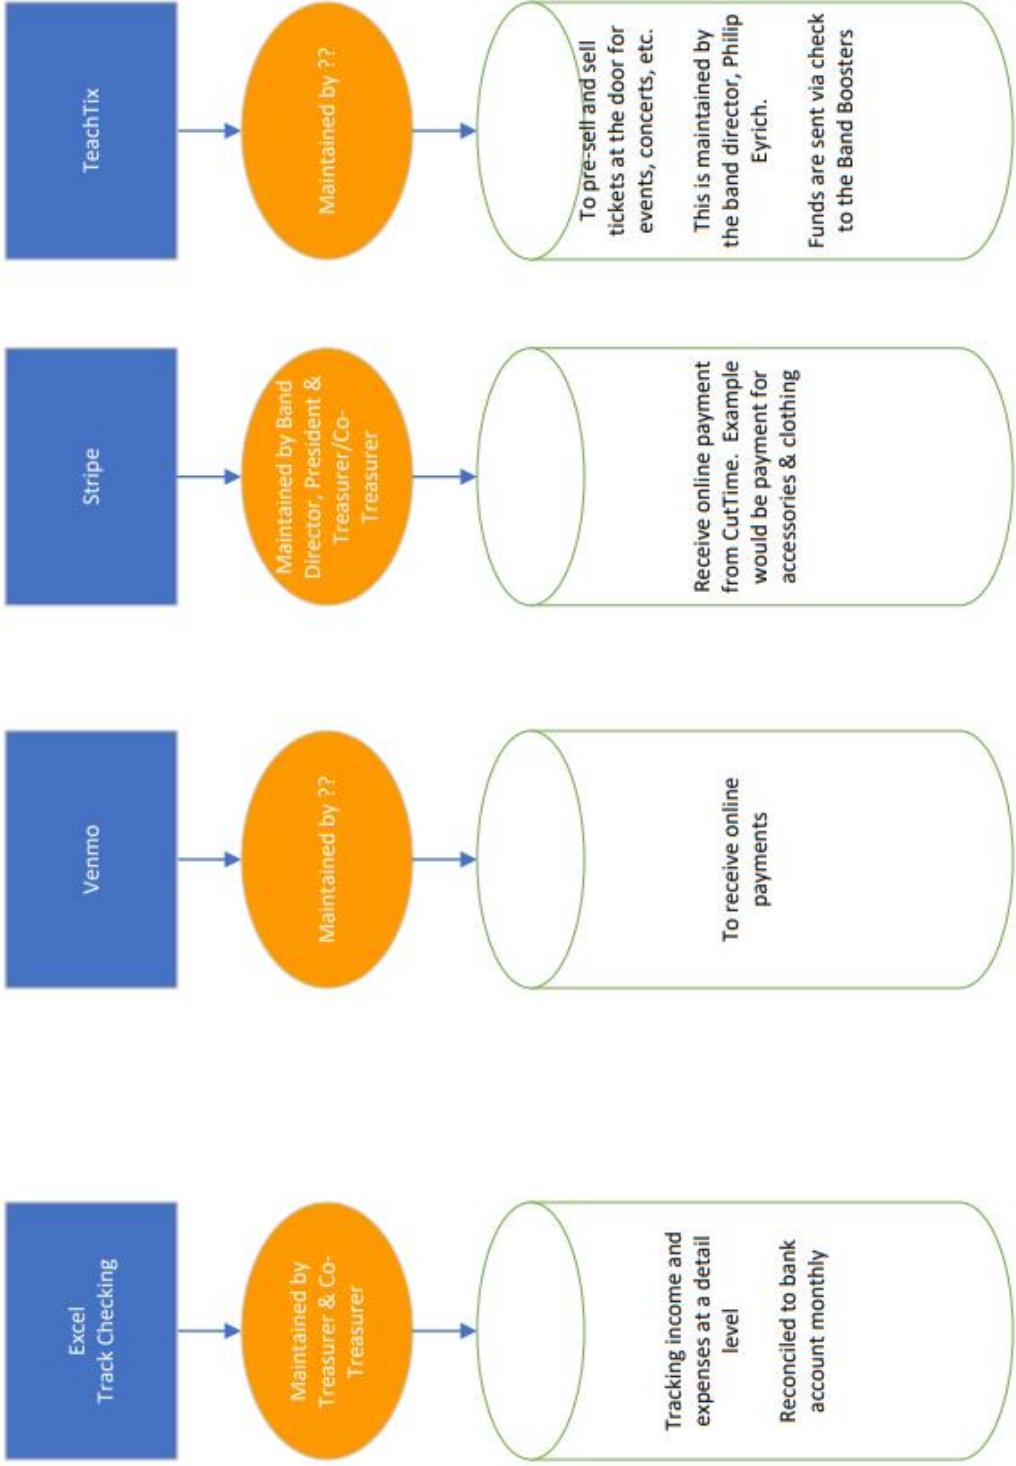 Excel
Track Checking
Maintained by
Treasurer & Co-
Treasurer
Tracking income and
expenses at a detail
level
Reconciled to bank
account monthly
Venmo
Maintained by ??
To receive online
payments
Stripe
Maintained by Band
Director, President &
Treasurer/Co-
Treasurer
Receive online payment
from CutTime.  Example
would be payment for
accessories & clothing
TeachTix
Maintained by ??
To pre-sell and sell
tickets at the door for
events, concerts, etc.
This is maintained by
the band director, Philip
Eyrich.
Funds are sent via check
to the Band Boosters